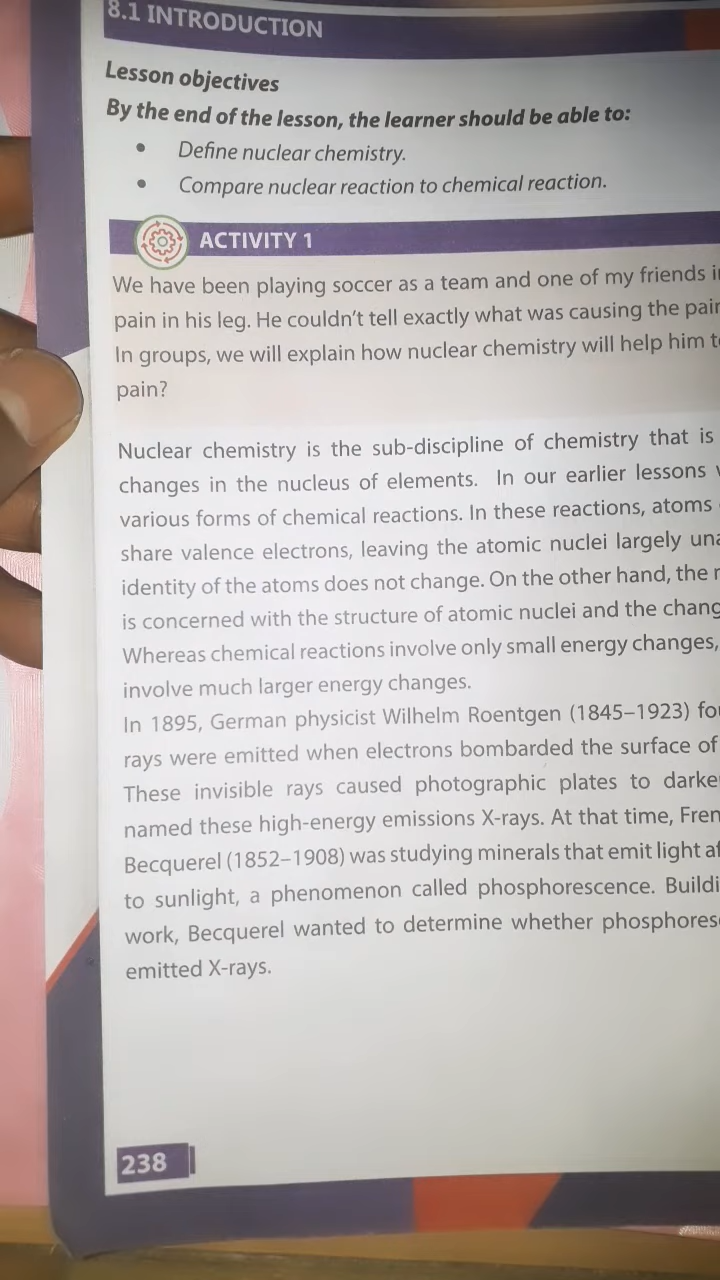 8.1 INTRODUCTION
Lesson objectives
By the end of the lesson, the learner should be able to:
• Define nuclear chemistry.
• Compare nuclear reaction to chemical reaction.
ACTIVITY 1
We have been playing soccer as a team and one of my friends
pain in his leg. He couldn't tell exactly what was causing the
In groups, we will explain how nuclear chemistry will help him
pain?
Nuclear chemistry is the sub-discipline of chemistry that is
changes in the nucleus of elements. In our earlier lessons
various forms of chemical reactions. In these reactions, atoms
share valence electrons, leaving the atomic nuclei largely
identity of the atoms does not change. On the other hand, the
is concerned with the structure of atomic nuclei and the
Whereas chemical reactions involve only small energy changes,
involve much larger energy changes.
In 1895, German physicist Wilhelm Roentgen (1845–1923)
rays were emitted when electrons bombarded the surface of
These invisible rays caused photographic plates to
named these high-energy emissions X-rays. At that time,
Becquerel (1852–1908) was studying minerals that emit light
to sunlight, a phenomenon called phosphorescence.
work, Becquerel wanted to determine whether
emitted X-rays.
238